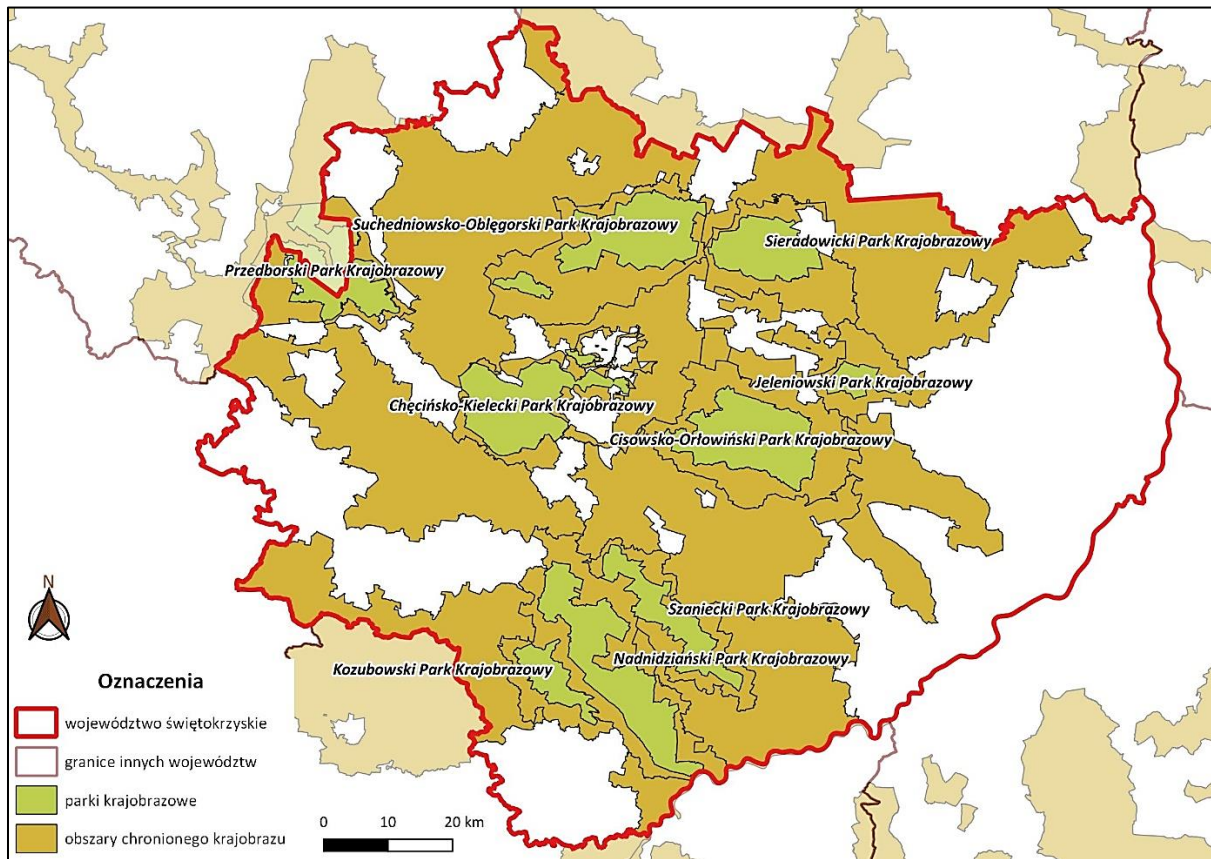 Suchedniowsko-Oblęgorski Park Krajobrazowy
Sieradowicki Park Krajobrazowy
Przedborski Park Krajobrazowy
Jeleniowski Park Krajobrazowy
Chęcińsko-Kielecki Park Krajobrazowy
Cisowsko-Orłowiński Park Krajobrazowy
Szaniecki Park Krajobrazowy
Nadnidziański Park Krajobrazowy
Kozubowski Park Krajobrazowy
N
Oznaczenia
województwo świętokrzyskie
granice innych województw
parki krajobrazowe
obszary chronionego krajobrazu
0 10 20 km